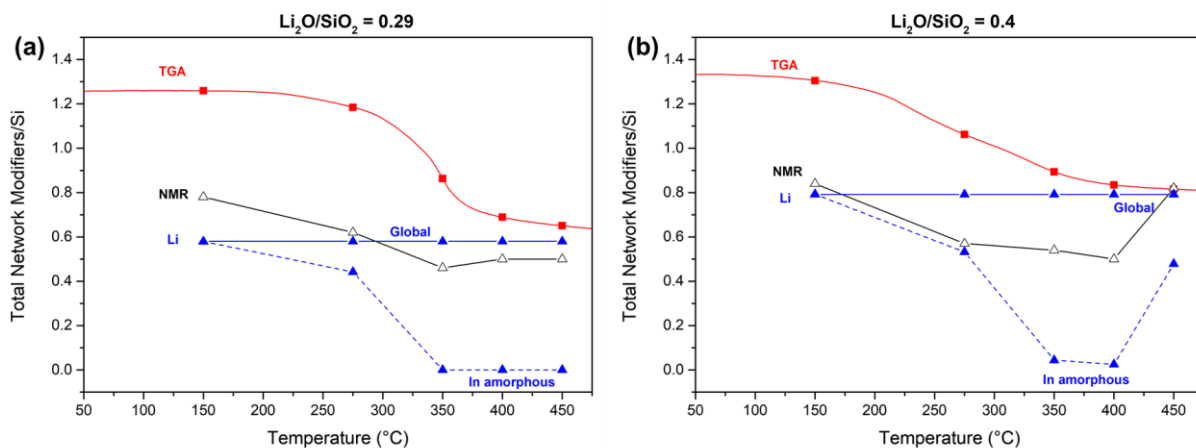 Li₂O/SiO₂ = 0.29
(a)
1.4
1.2
1.0
0.8
0.6
0.4
0.2
0.0
Total Network Modifiers/Si
TGA
NMR
Li
Global
In amorphous
50 100 150 200 250 300 350 400 450
Temperature (°C)
Li₂O/SiO₂ = 0.4
(b)
1.4
1.2
1.0
0.8
0.6
0.4
0.2
0.0
Total Network Modifiers/Si
TGA
NMR
Li
Global
In amorphous
50 100 150 200 250 300 350 400 450
Temperature (°C)